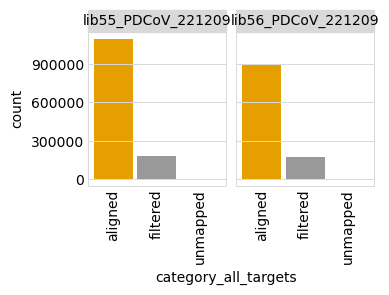 lib55_PDCoV_221209
lib56_PDCoV_221209
900000
600000
300000
0
count
aligned
filtered
unmapped
aligned
filtered
unmapped
category_all_targets